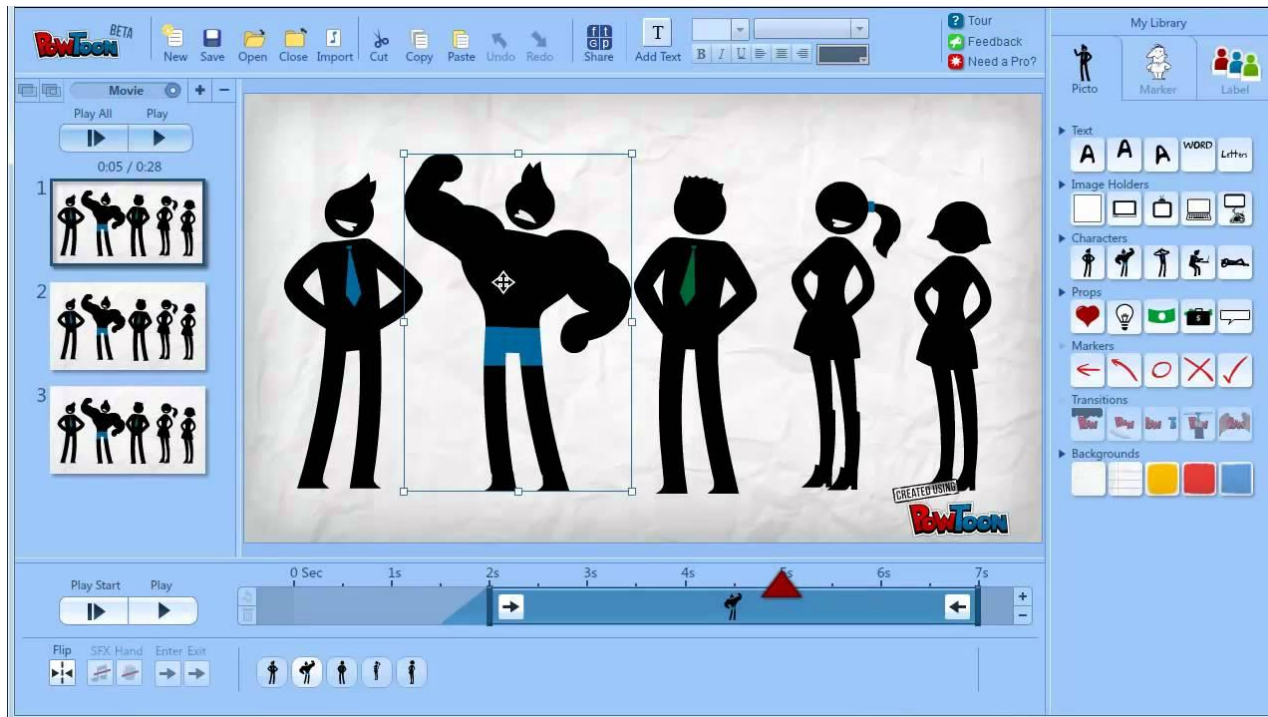 POWTOON BETA
New Save Open Close Import Cut Copy Paste Undo Redo
f t G p
Share
T
Add Text
B I U
Tour
Feedback
Need a Pro?
My Library
Picto Marker Label
Movie
Play All Play
0:05 / 0:28
1
2
3
Text
A A A WORD Letters
Image Holders
Characters
Props
Markers
Transitions
Backgrounds
CREATED USING
POWTOON
Play Start Play
0 Sec 1s 2s 3s 4s 5s 6s 7s
Flip SFX Hand Enter Exit